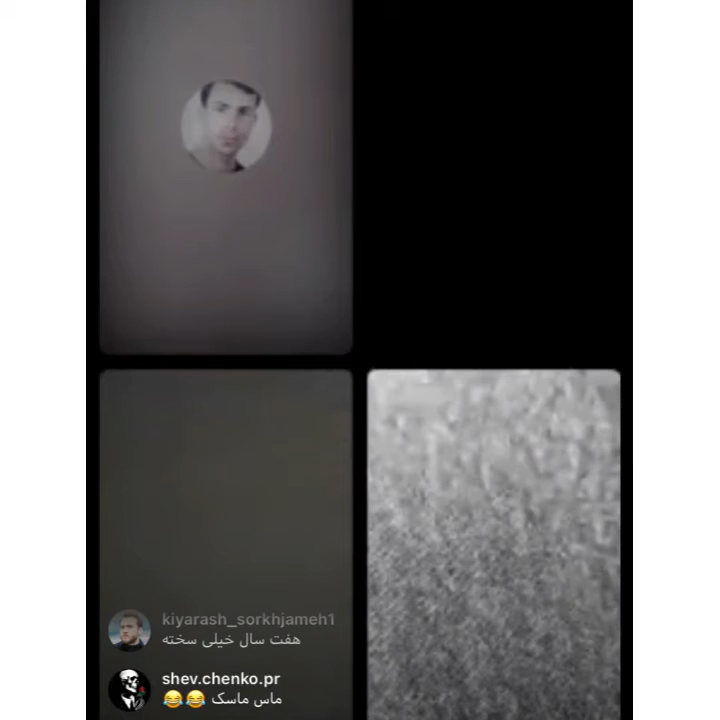 kiyarash_sorkhjameh1
هفت سال خیلی سخته
shev.chenko.pr
ماس ماسک 😂😂